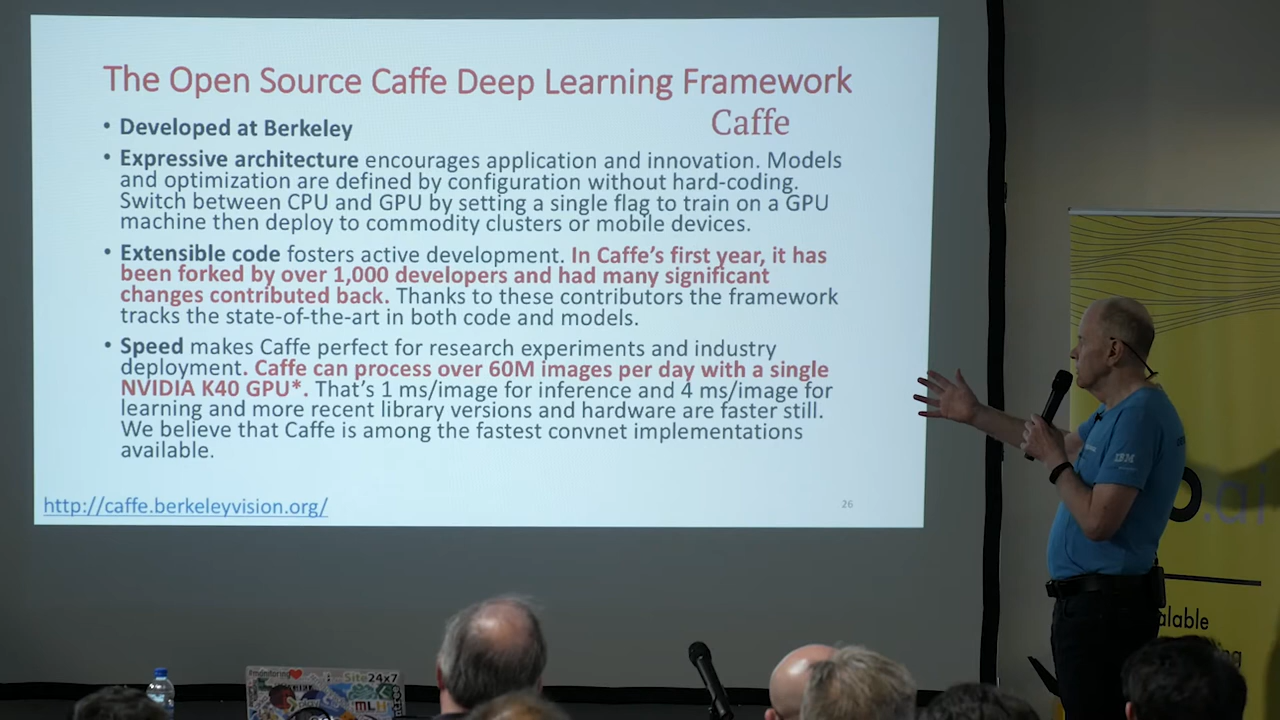 The Open Source Caffe Deep Learning Framework
Caffe
• Developed at Berkeley
• Expressive architecture encourages application and innovation. Models
and optimization are defined by configuration without hard-coding.
Switch between CPU and GPU by setting a single flag to train on a GPU
machine then deploy to commodity clusters or mobile devices.
• Extensible code fosters active development. In Caffe's first year, it has
been forked by over 1,000 developers and had many significant
changes contributed back. Thanks to these contributors the framework
tracks the state-of-the-art in both code and models.
• Speed makes Caffe perfect for research experiments and industry
deployment. Caffe can process over 60M images per day with a single
NVIDIA K40 GPU*. That's 1 ms/image for inference and 4 ms/image for
learning and more recent library versions and hardware are faster still.
We believe that Caffe is among the fastest convnet implementations
available.
http://caffe.berkeleyvision.org/
26
IBM
.ai
alable
Site24x7
MLH